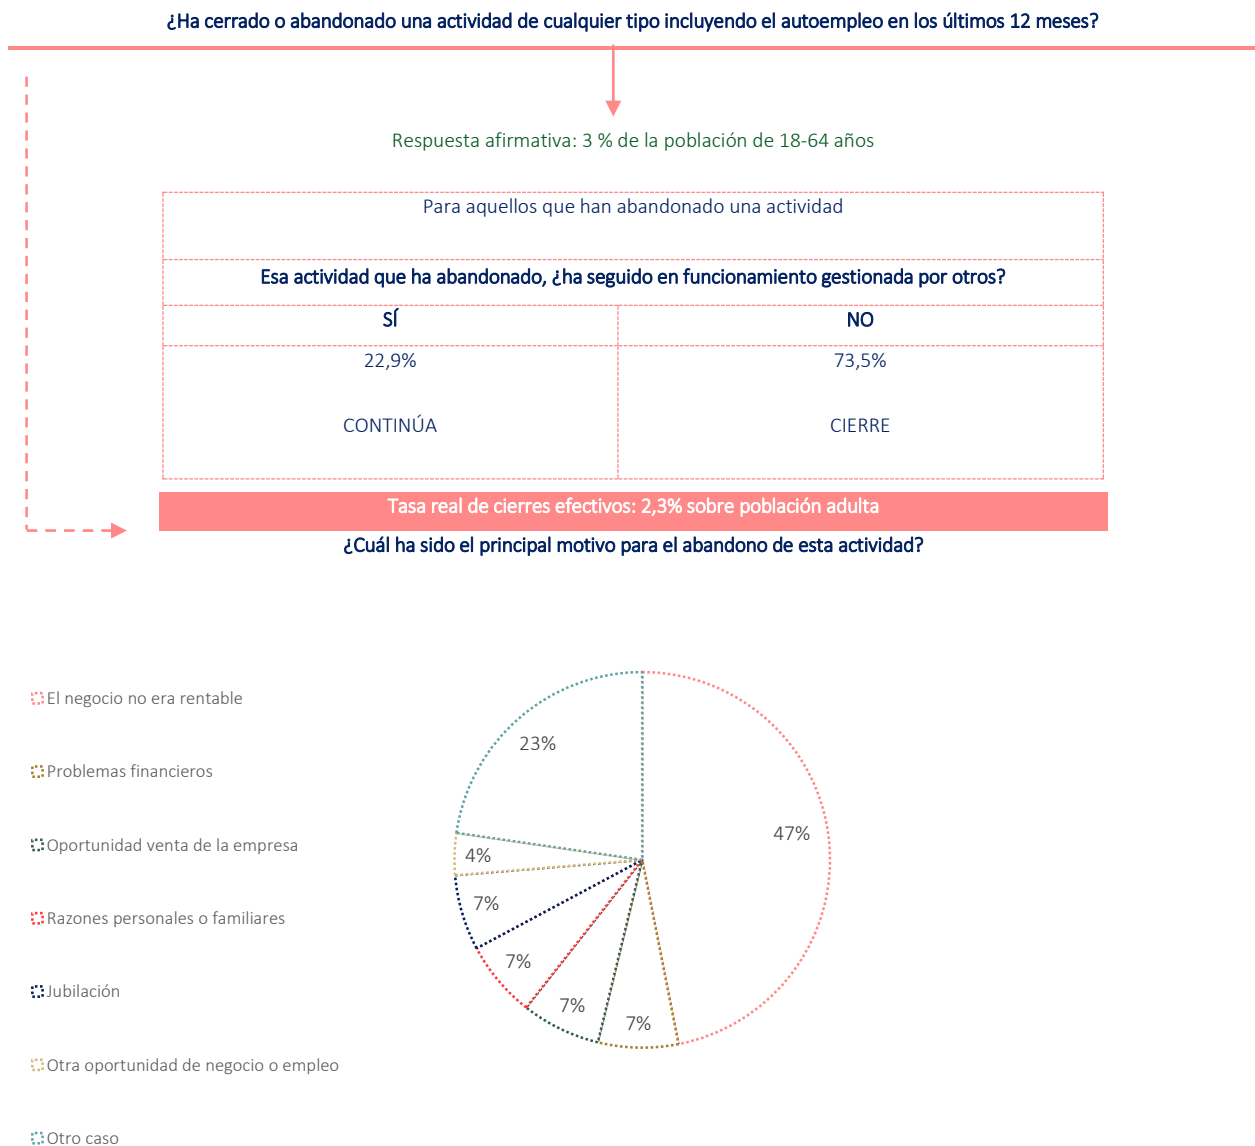 ¿Ha cerrado o abandonado una actividad de cualquier tipo incluyendo el autoempleo en los últimos 12 meses?
Respuesta afirmativa: 3 % de la población de 18-64 años
Para aquellos que han abandonado una actividad
Esa actividad que ha abandonado, ¿ha seguido en funcionamiento gestionada por otros?
SÍ
NO
22,9%
73,5%
CONTINÚA
CIERRE
Tasa real de cierres efectivos: 2,3% sobre población adulta
¿Cuál ha sido el principal motivo para el abandono de esta actividad?
El negocio no era rentable
Problemas financieros
Oportunidad venta de la empresa
Razones personales o familiares
Jubilación
Otra oportunidad de negocio o empleo
Otro caso
47%
7%
7%
7%
7%
4%
23%